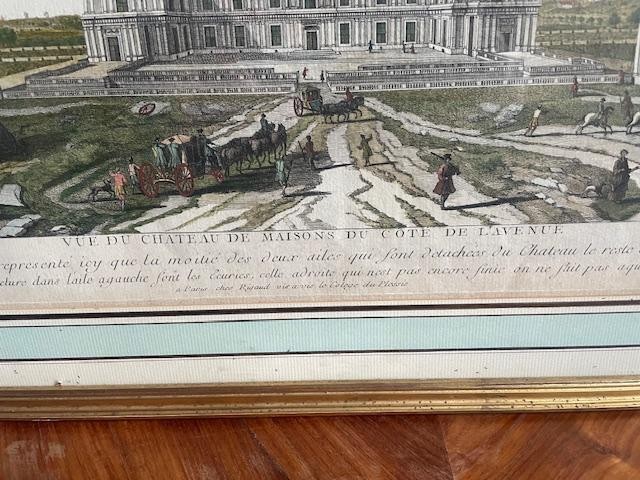 VUE DU CHATEAU DE MAISONS DU COTE DE L'AVENUE
represente icy que la moitié des deux ailes qui sont detachées du Chateau le reste
dans l'aile agauche sont les Ecuries, celle adroite qui n'est pas encore finie on ne sçait pas
a Paris chez Rigaud vis a vis le Colege du Plessis